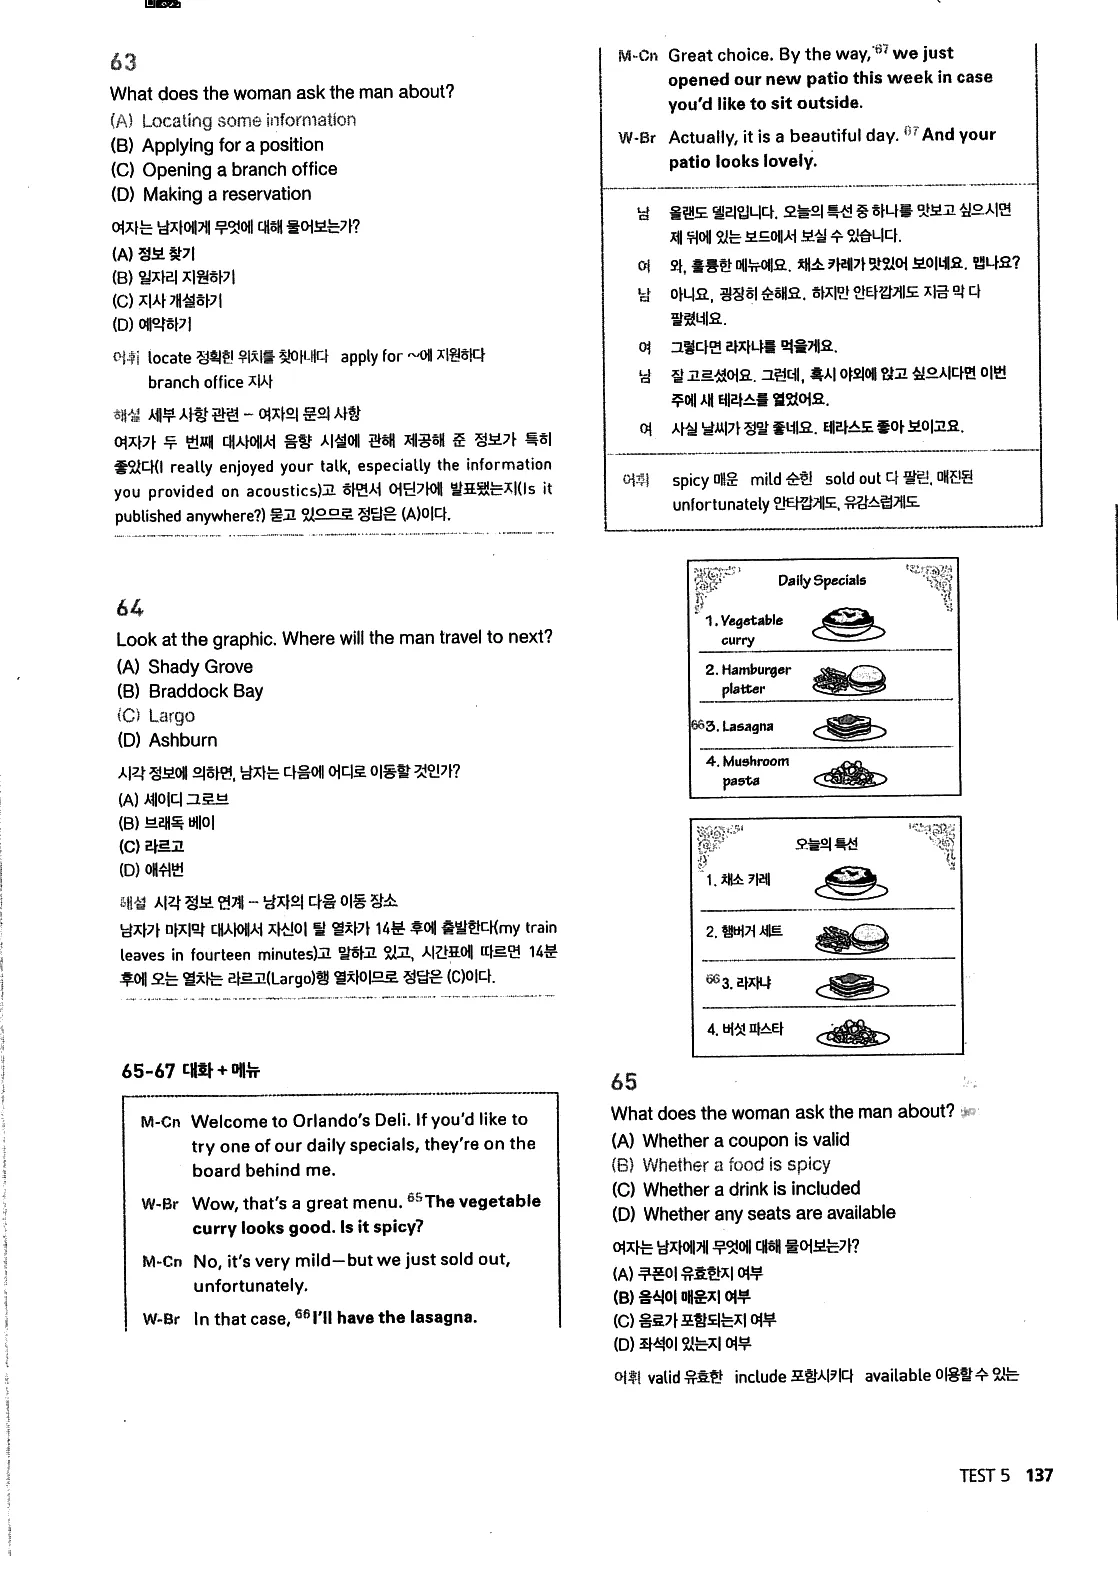 63
What does the woman ask the man about?
(A) Locating some information
(B) Applying for a position
(C) Opening a branch office
(D) Making a reservation
여자는 남자에게 무엇에 대해 물어보는가?
(A) 정보 찾기
(B) 일자리 지원하기
(C) 지사 개설하기
(D) 예약하기
어휘 locate 정확한 위치를 찾아내다 apply for ~에 지원하다
branch office 지사
해설 세부 사항 관련 – 여자의 문의 사항
여자가 두 번째 대사에서 음향 시설에 관해 제공해 준 정보가 특히
좋았다(I really enjoyed your talk, especially the information
you provided on acoustics)고 하면서 어딘가에 발표됐는지(Is it
published anywhere?) 묻고 있으므로 정답은 (A)이다.
64
Look at the graphic. Where will the man travel to next?
(A) Shady Grove
(B) Braddock Bay
(C) Largo
(D) Ashburn
시각 정보에 의하면, 남자는 다음에 어디로 이동할 것인가?
(A) 셰이디 그로브
(B) 브래독 베이
(C) 라르고
(D) 애쉬번
해설 시각 정보 연계 – 남자의 다음 이동 장소
남자가 마지막 대사에서 자신이 탈 열차가 14분 후에 출발한다(my train
leaves in fourteen minutes)고 말하고 있고, 시간표에 따르면 14분
후에 오는 열차는 라르고(Largo)행 열차이므로 정답은 (C)이다.
65-67 대화 + 메뉴
M-Cn Welcome to Orlando's Deli. If you'd like to
try one of our daily specials, they're on the
board behind me.
W-Br Wow, that's a great menu. 65 The vegetable
curry looks good. Is it spicy?
M-Cn No, it's very mild—but we just sold out,
unfortunately.
W-Br In that case, 66 I'll have the lasagna.
M-Cn Great choice. By the way, 67 we just
opened our new patio this week in case
you'd like to sit outside.
W-Br Actually, it is a beautiful day. 67 And your
patio looks lovely.
남 올랜도 델리입니다. 오늘의 특선 중 하나를 맛보고 싶으시면
제 뒤에 있는 보드에서 보실 수 있습니다.
여 와, 훌륭한 메뉴예요. 채소 카레가 맛있어 보이네요. 맵나요?
남 아니요, 굉장히 순해요. 하지만 안타깝게도 지금 막 다
팔렸네요.
여 그렇다면 라자냐를 먹을게요.
남 잘 고르셨어요. 그런데, 혹시 야외에 앉고 싶으시다면 이번
주에 새 테라스를 열었어요.
여 사실 날씨가 정말 좋네요. 테라스도 좋아 보이고요.
어휘 spicy 매운 mild 순한 sold out 다 팔린, 매진된
unfortunately 안타깝게도, 유감스럽게도
Daily Specials
1. Vegetable
curry
2. Hamburger
platter
66 3. Lasagna
4. Mushroom
pasta
오늘의 특선
1. 채소 카레
2. 햄버거 세트
66 3. 라자냐
4. 버섯 파스타
65
What does the woman ask the man about?
(A) Whether a coupon is valid
(B) Whether a food is spicy
(C) Whether a drink is included
(D) Whether any seats are available
여자는 남자에게 무엇에 대해 물어보는가?
(A) 쿠폰이 유효한지 여부
(B) 음식이 매운지 여부
(C) 음료가 포함되는지 여부
(D) 좌석이 있는지 여부
어휘 valid 유효한 include 포함시키다 available 이용할 수 있는
TEST 5 137